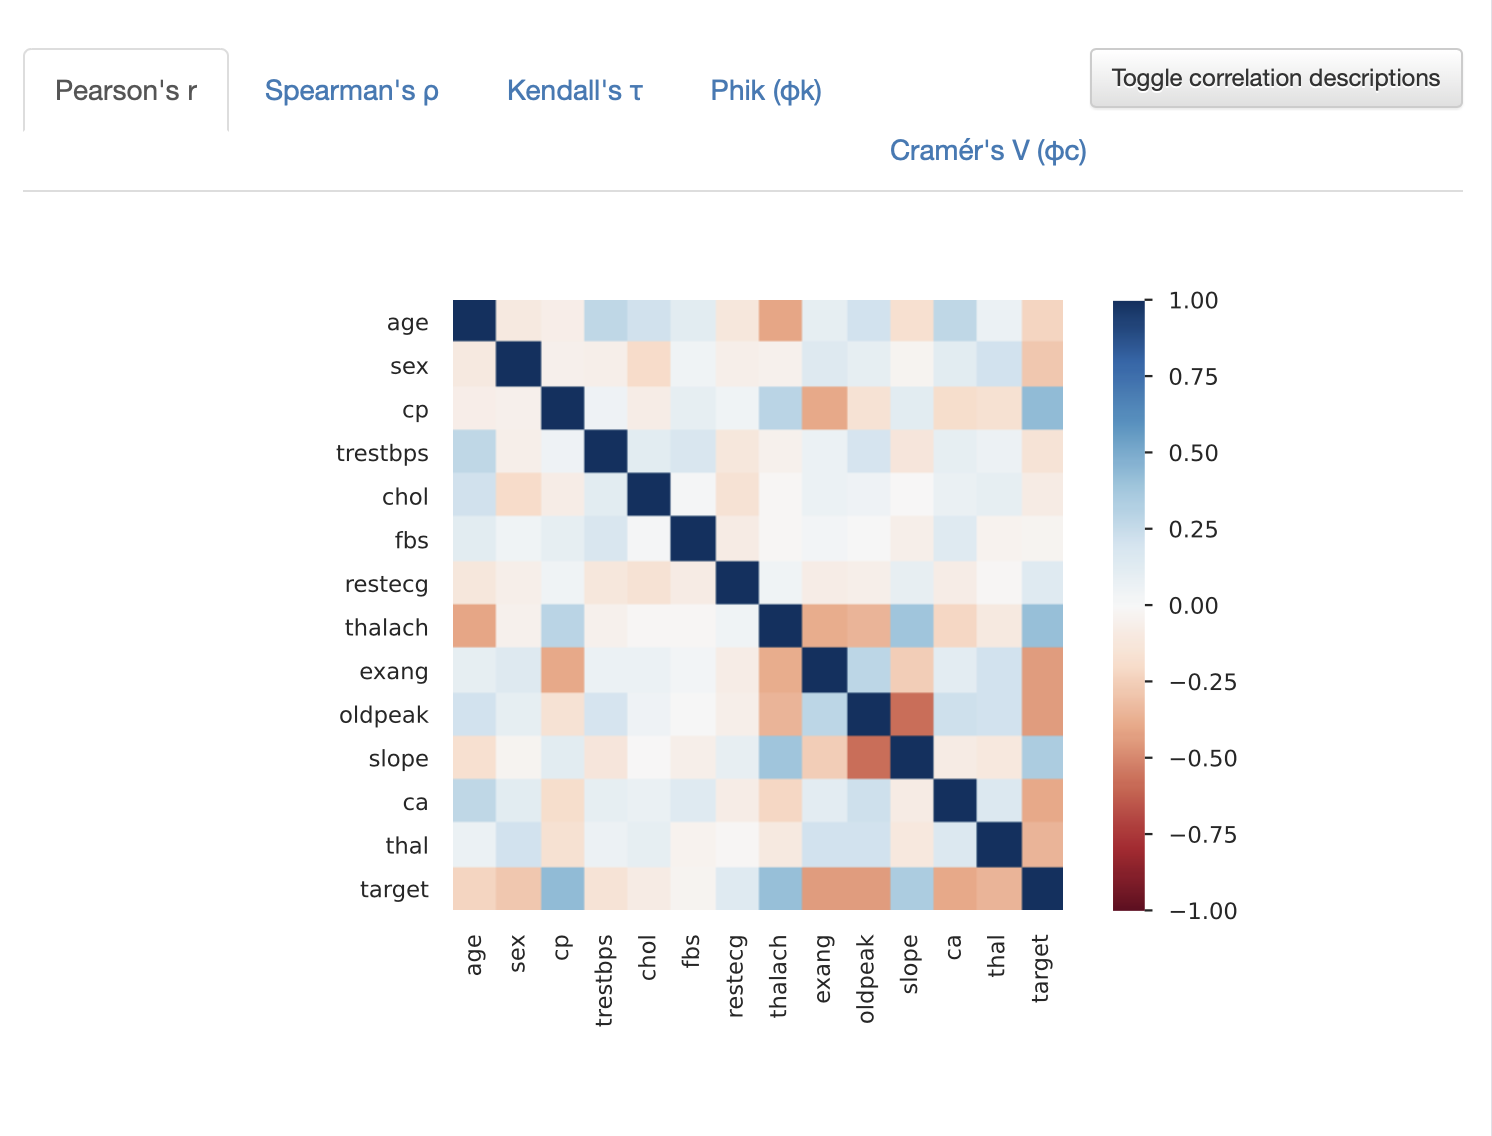 Pearson's r
Spearman's ρ
Kendall's τ
Phik (φk)
Toggle correlation descriptions
Cramér's V (φc)
age
sex
cp
trestbps
chol
fbs
restecg
thalach
exang
oldpeak
slope
ca
thal
target
age
sex
cp
trestbps
chol
fbs
restecg
thalach
exang
oldpeak
slope
ca
thal
target
1.00
0.75
0.50
0.25
0.00
−0.25
−0.50
−0.75
−1.00